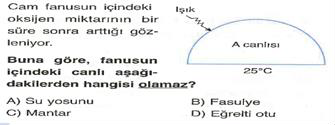 Cam fanusun içindeki
oksijen miktarının bir
süre sonra arttığı göz-
leniyor.
Buna göre, fanusun
içindeki canlı aşağı-
dakilerden hangisi olamaz?
Işık
A canlısı
25°C
A) Su yosunu
B) Fasulye
C) Mantar
D) Eğrelti otu